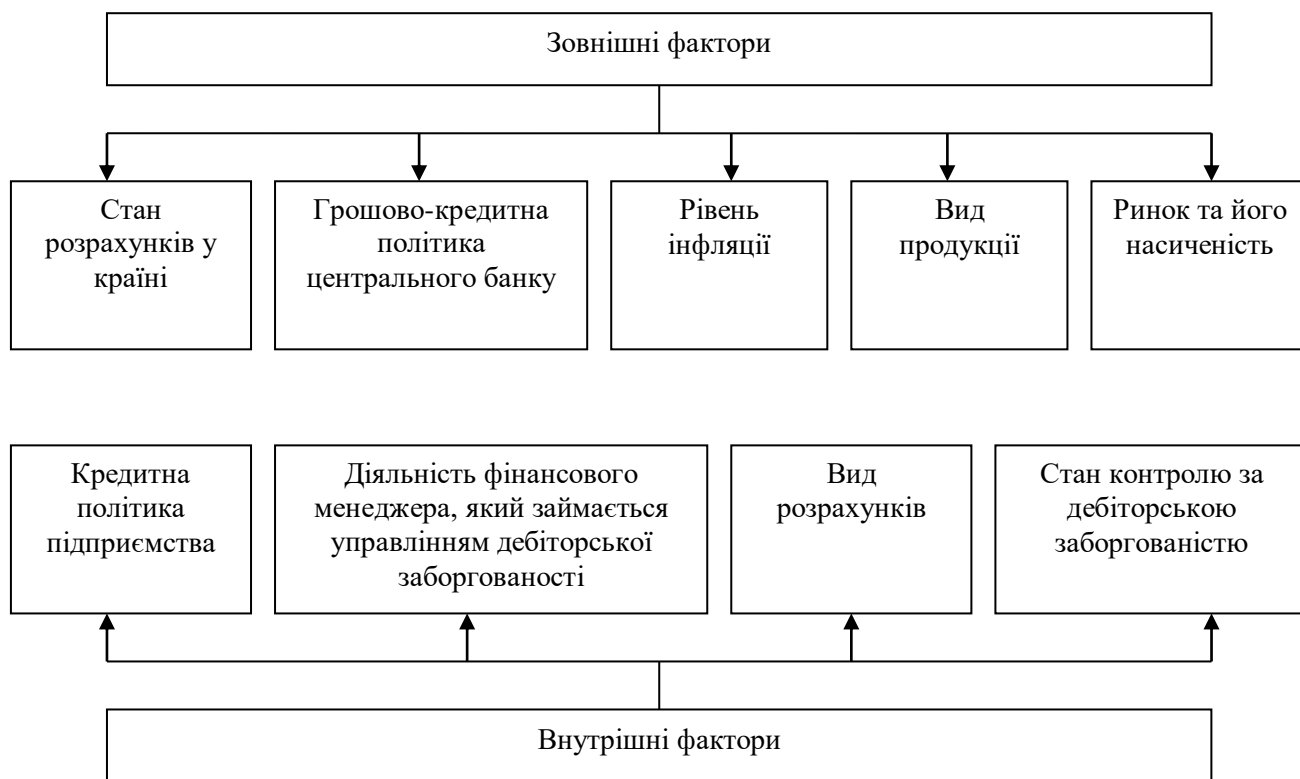 Зовнішні фактори
Стан
розрахунків у
країні
Грошово-кредитна
політика
центрального банку
Рівень
інфляції
Вид
продукції
Ринок та його
насиченість
Кредитна
політика
підприємства
Діяльність фінансового
менеджера, який займається
управлінням дебіторської
заборгованості
Вид
розрахунків
Стан контролю за
дебіторською
заборгованістю
Внутрішні фактори